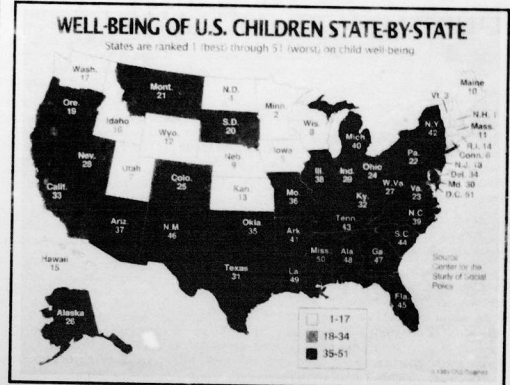 WELL-BEING OF U.S. CHILDREN STATE-BY-STATE
States are ranked 1 (best) through 51 (worst) on child well-being
Wash.
17
Mont.
21
N.D.
Minn.
2
Maine
10
Vt. 3
N.H.
Mass.
11
R.I. 14
Conn. 6
N.J.
Del. 34
Md. 30
D.C. 51
Ore.
19
Idaho
Wyo.
12
S.D.
20
Wis.
8
Mich
40
N.Y.
42
Nev.
28
Utah
Colo.
25
Neb
Iowa
Ill.
38
Ind.
29
Ohio
24
Pa.
22
W.Va
27
Va.
23
Calif.
33
Kan.
13
Mo.
36
Ky.
32
N.C
39
Ariz.
37
N.M
46
Okla
35
Ark
41
Tenn.
43
S.C
44
Miss.
50
Ala
48
Ga
47
Hawaii
15
Texas
31
La
49
Fla.
45
Alaska
26
Source
Center for the
Study of Social
Policy
1-17
18-34
35-51